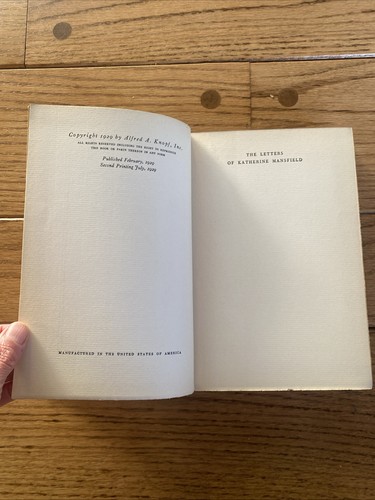 Copyright 1929 by Alfred A. Knopf, Inc.
ALL RIGHTS RESERVED INCLUDING THE RIGHT TO REPRODUCE
THIS BOOK OR PARTS THEREOF IN ANY FORM
Published February, 1929
Second Printing July, 1929
MANUFACTURED IN THE UNITED STATES OF AMERICA
THE LETTERS
OF KATHERINE MANSFIELD